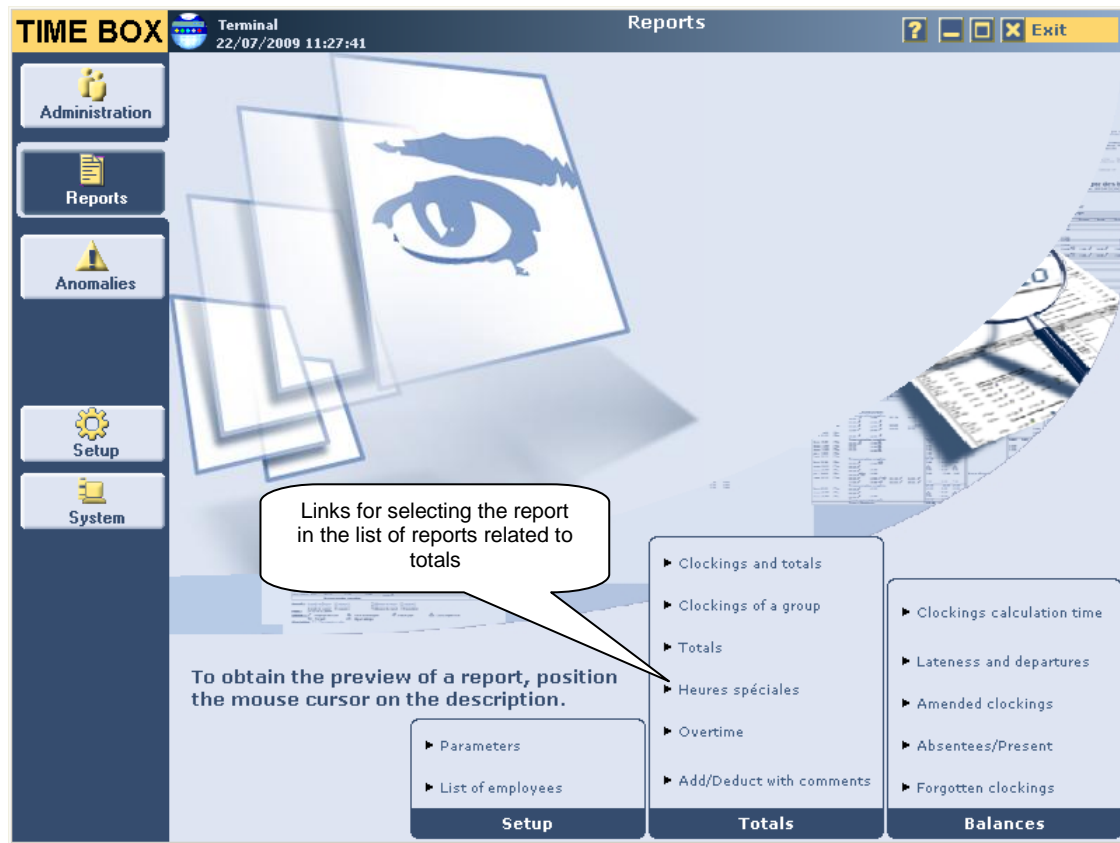 TIME BOX
Terminal
22/07/2009 11:27:41
Reports
? Exit
Administration
Reports
Anomalies
Setup
System
Links for selecting the report
in the list of reports related to
totals
To obtain the preview of a report, position
the mouse cursor on the description.
Parameters
List of employees
Setup
Clockings and totals
Clockings of a group
Totals
Heures spéciales
Overtime
Add/Deduct with comments
Totals
Clockings calculation time
Lateness and departures
Amended clockings
Absentees/Present
Forgotten clockings
Balances